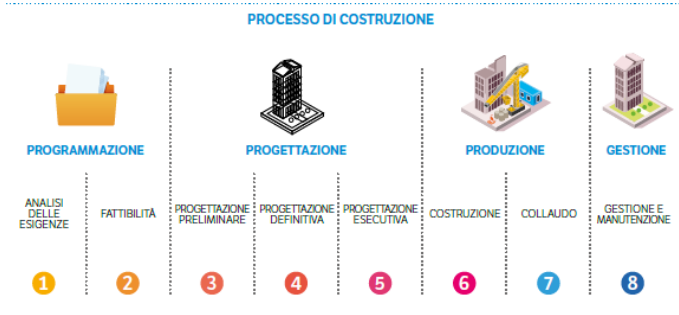 PROCESSO DI COSTRUZIONE
PROGRAMMAZIONE
PROGETTAZIONE
PRODUZIONE
GESTIONE
ANALISI
DELLE
ESIGENZE
FATTIBILITÀ
PROGETTAZIONE
PRELIMINARE
PROGETTAZIONE
DEFINITIVA
PROGETTAZIONE
ESECUTIVA
COSTRUZIONE
COLLAUDO
GESTIONE E
MANUTENZIONE
1
2
3
4
5
6
7
8